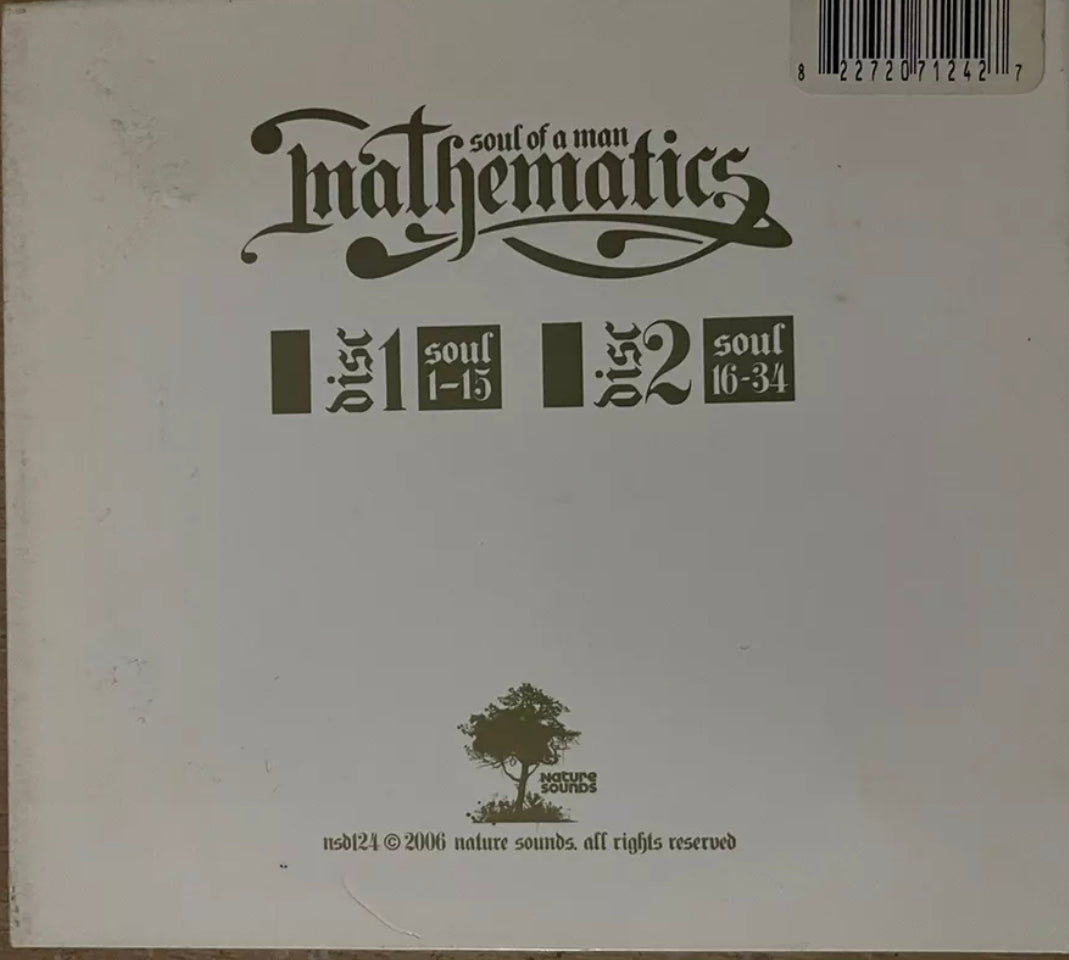 8 22720 71242 7
soul of a man
mathematics
disc 1 soul 1-15
disc 2 soul 16-34
nature sounds
nsd124 © 2006 nature sounds. all rights reserved